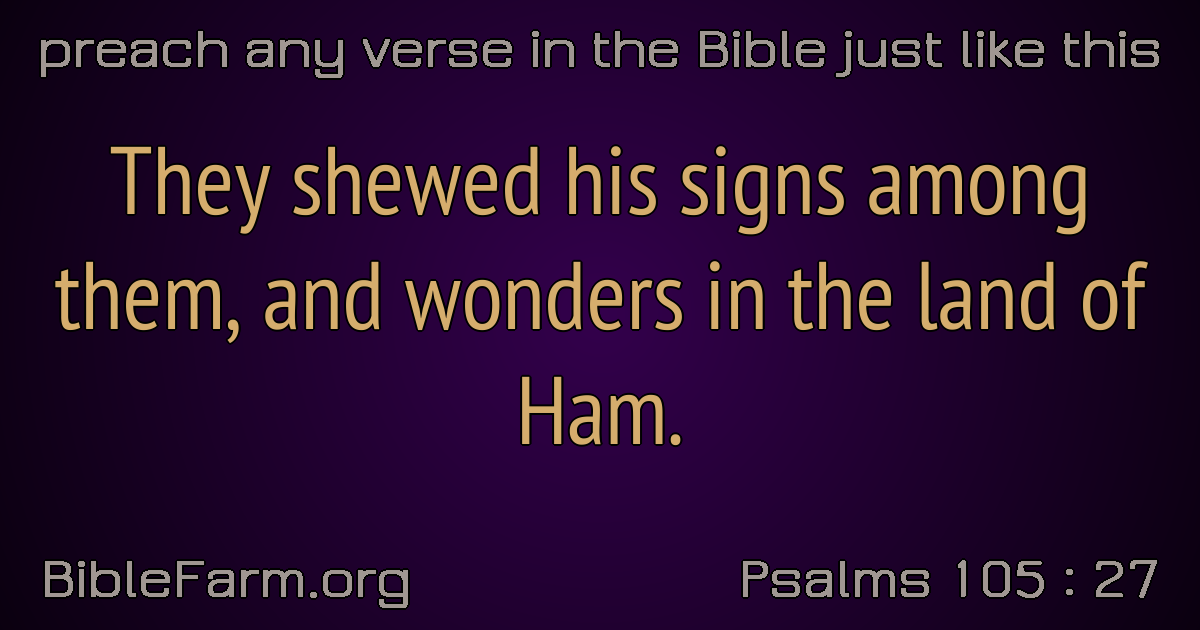 preach any verse in the Bible just like this
They shewed his signs among
them, and wonders in the land of
Ham.
BibleFarm.org
Psalms 105 : 27